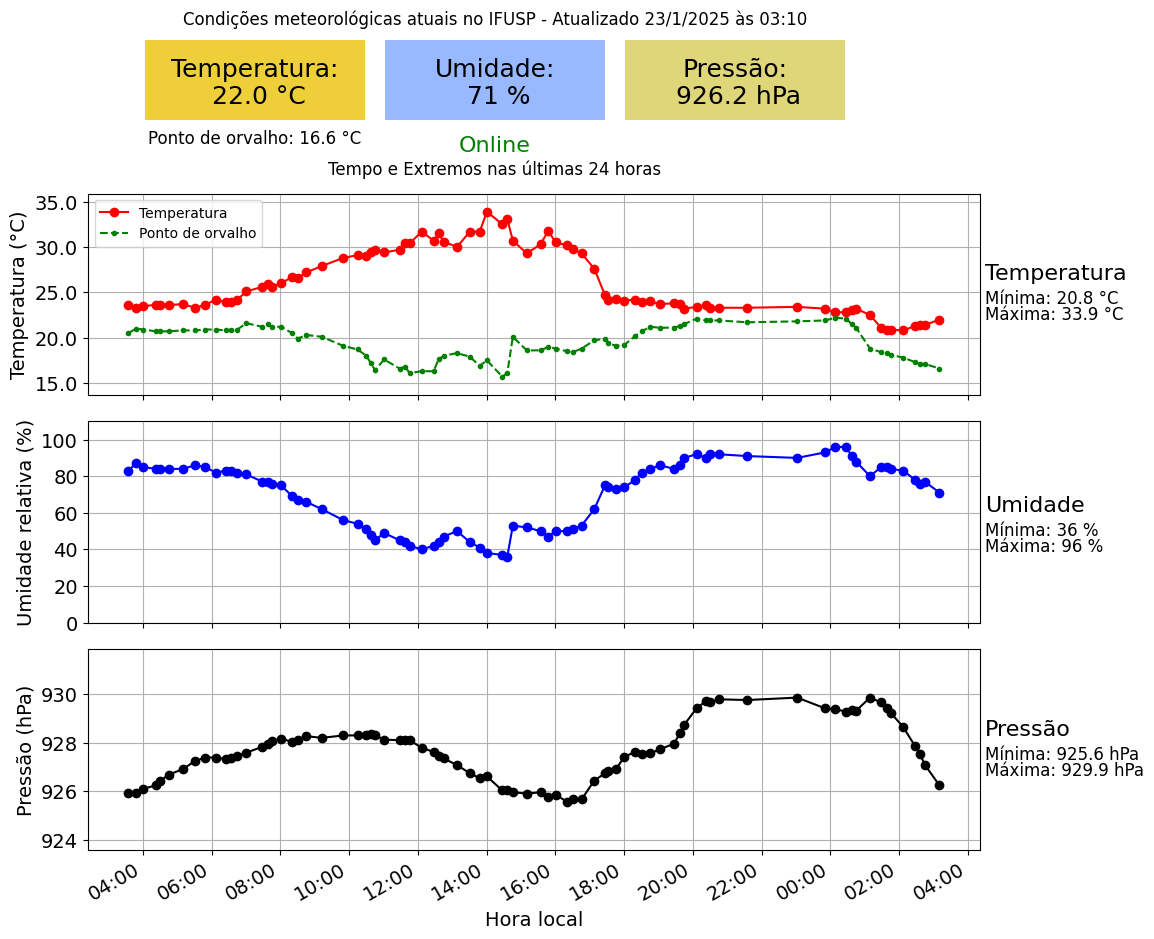 Condições meteorológicas atuais no IFUSP - Atualizado 23/1/2025 às 03:10
Temperatura:
22.0 °C
Umidade:
71 %
Pressão:
926.2 hPa
Ponto de orvalho: 16.6 °C
Online
Tempo e Extremos nas últimas 24 horas
Temperatura (°C)
35.0
30.0
25.0
20.0
15.0
Temperatura
Ponto de orvalho
Temperatura
Mínima: 20.8 °C
Máxima: 33.9 °C
Umidade relativa (%)
100
80
60
40
20
0
Umidade
Mínima: 36 %
Máxima: 96 %
Pressão (hPa)
930
928
926
924
Pressão
Mínima: 925.6 hPa
Máxima: 929.9 hPa
04:00 06:00 08:00 10:00 12:00 14:00 16:00 18:00 20:00 22:00 00:00 02:00 04:00
Hora local